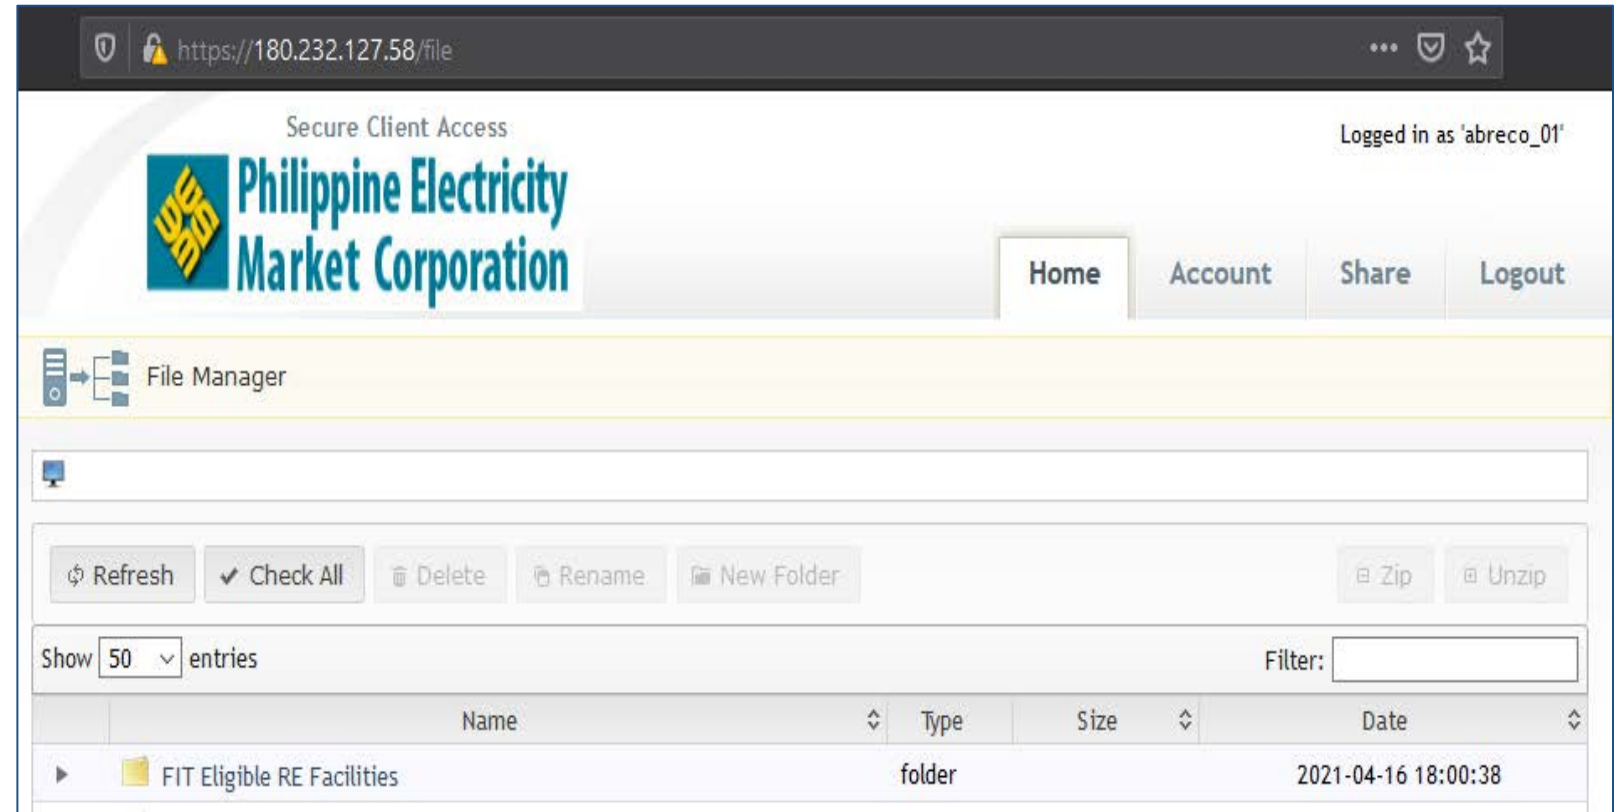 https://180.232.127.58/file
Secure Client Access
Logged in as 'abreco_01'
Philippine Electricity
Market Corporation
Home Account Share Logout
File Manager
Refresh Check All Delete Rename New Folder Zip Unzip
Show 50 entries Filter:
Name Type Size Date
FIT Eligible RE Facilities folder 2021-04-16 18:00:38